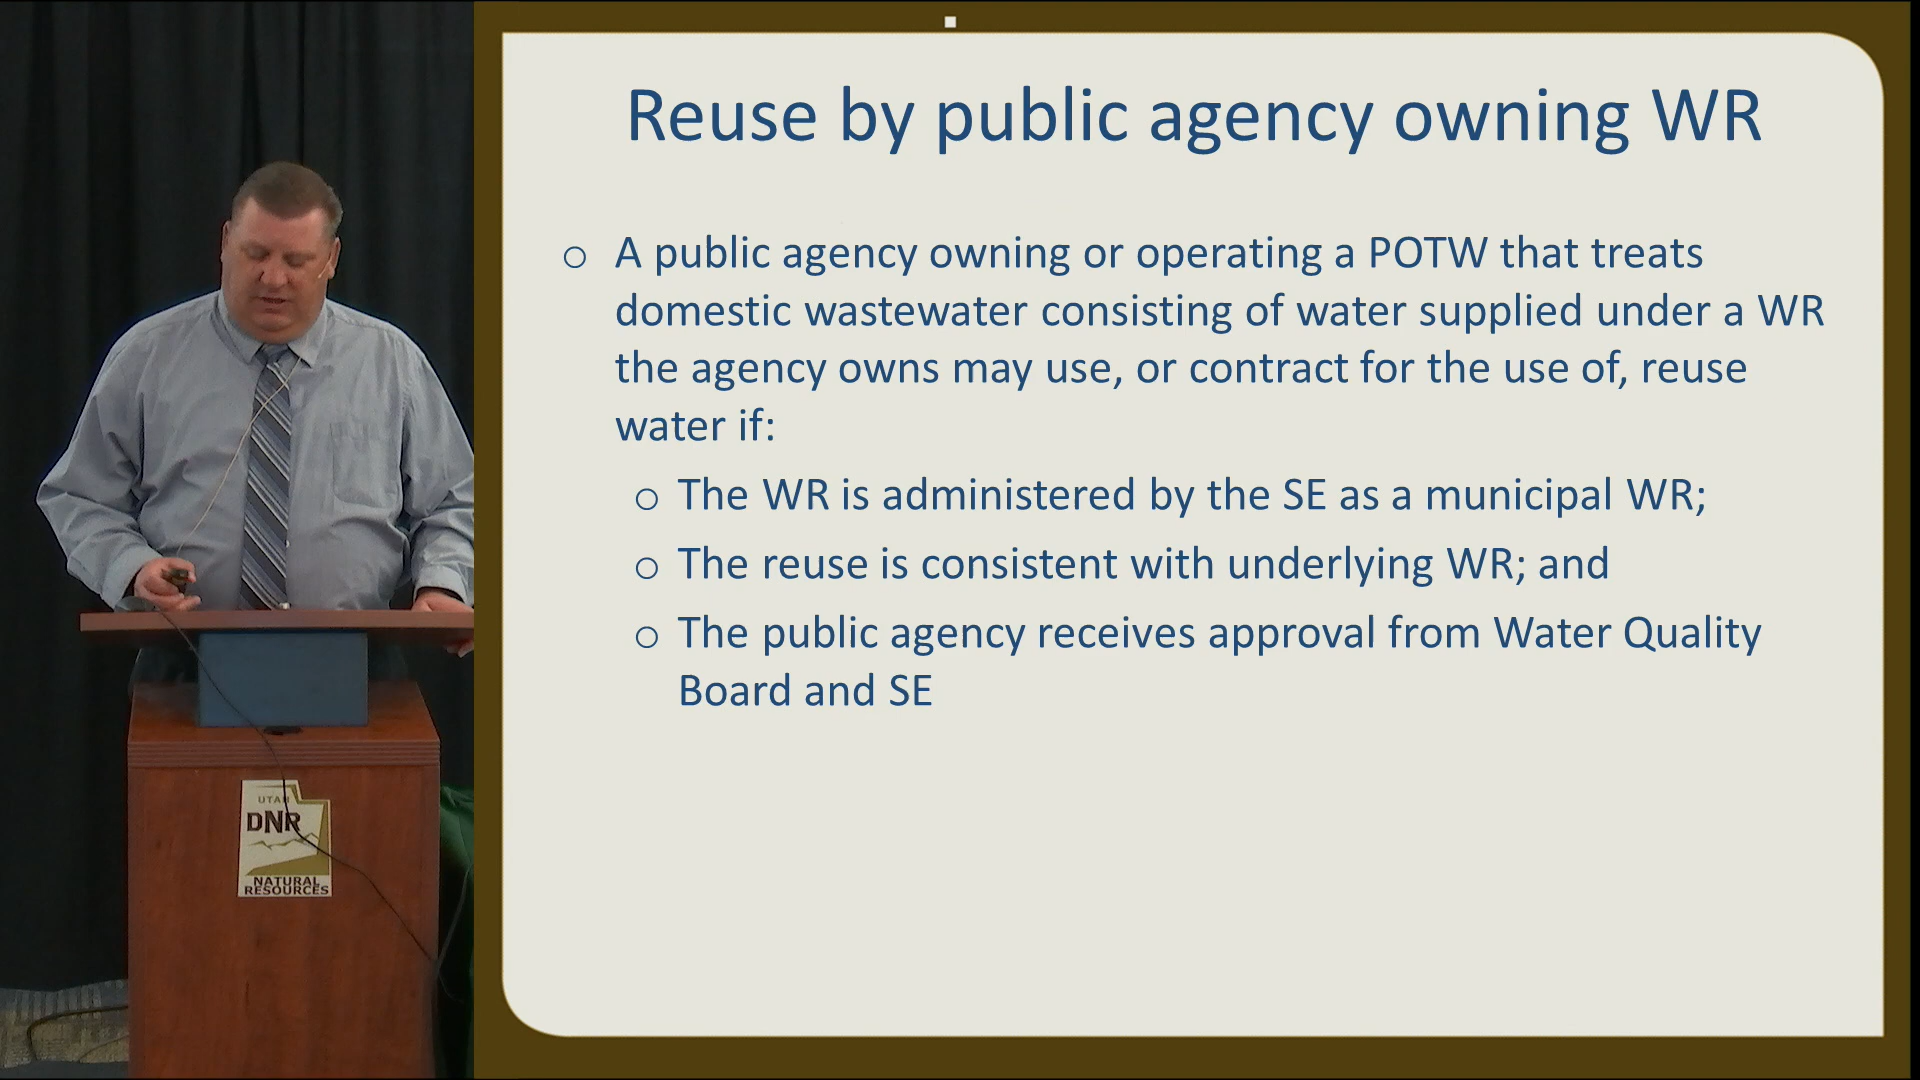 Reuse by public agency owning WR
○ A public agency owning or operating a POTW that treats
domestic wastewater consisting of water supplied under a WR
the agency owns may use, or contract for the use of, reuse
water if:
○ The WR is administered by the SE as a municipal WR;
○ The reuse is consistent with underlying WR; and
○ The public agency receives approval from Water Quality
Board and SE
UTAH
DNR
NATURAL
RESOURCES